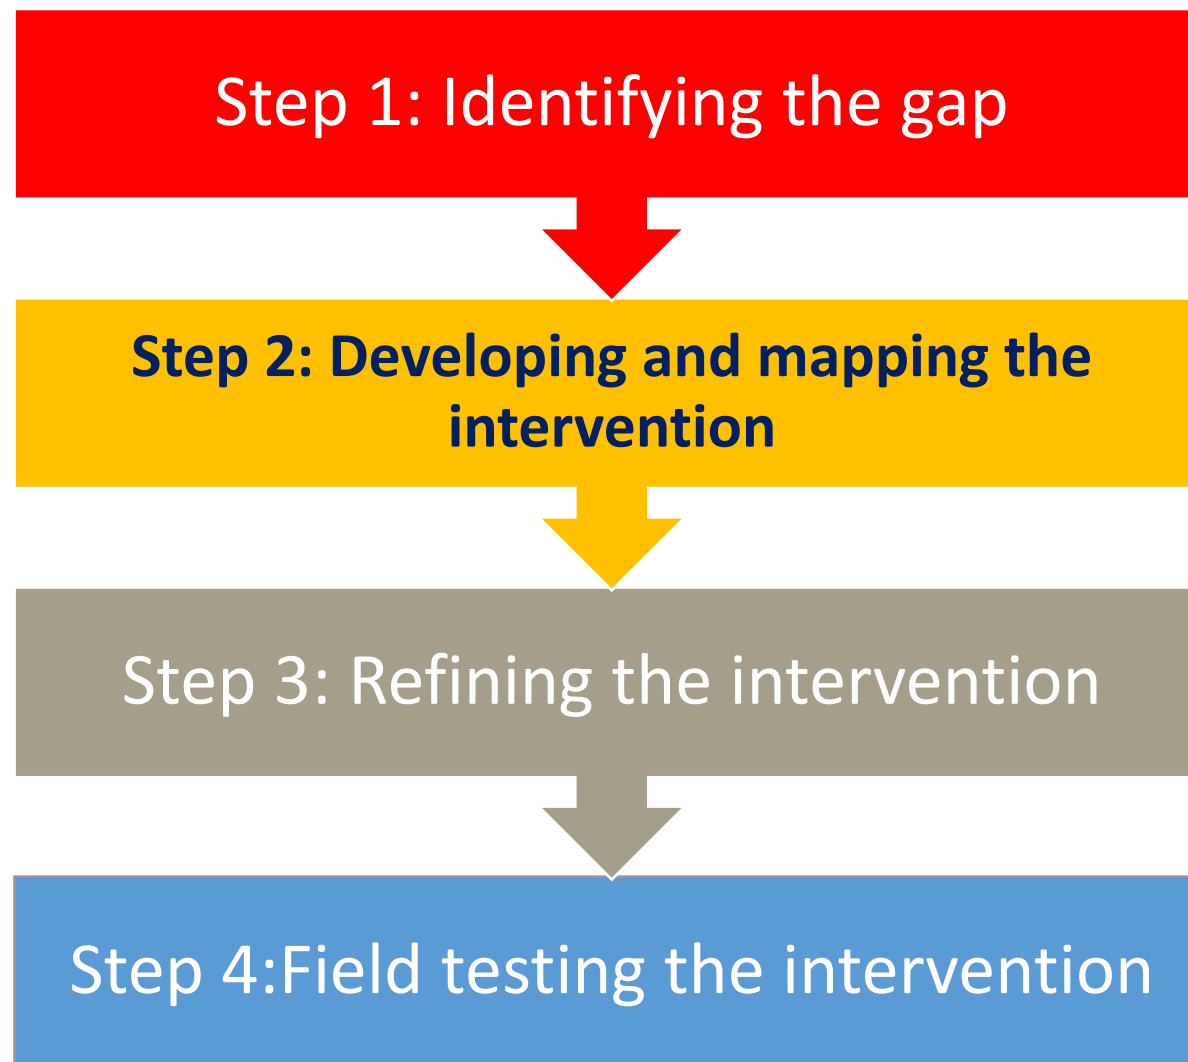 Step 1: Identifying the gap
Step 2: Developing and mapping the
intervention
Step 3: Refining the intervention
Step 4:Field testing the intervention